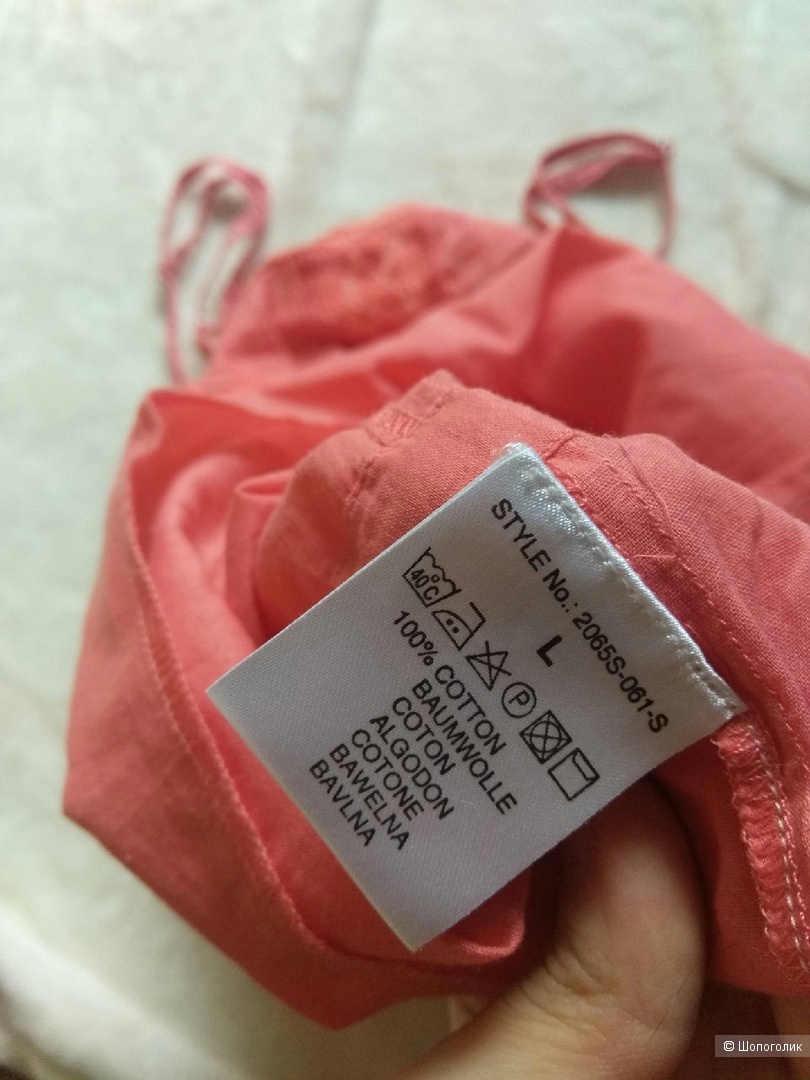 STYLE No.: 2065S-061-S
L
40°C
P
100% COTTON
BAUMWOLLE
COTON
ALGODON
COTONE
BAWELNA
BAVLNA
© Шопоголик